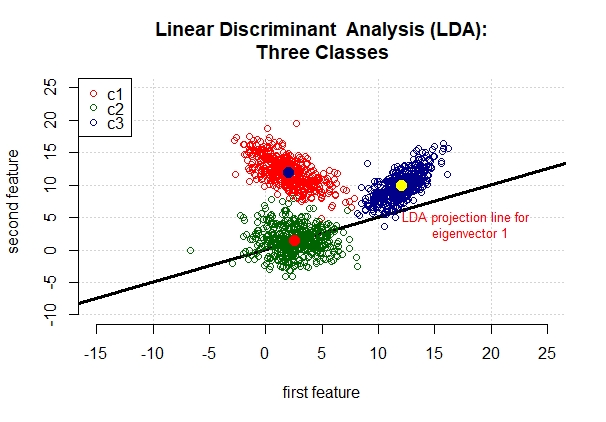 Linear Discriminant Analysis (LDA):
Three Classes
c1
c2
c3
25
20
15
10
5
0
-5
-10
second feature
LDA projection line for
eigenvector 1
-15 -10 -5 0 5 10 15 20 25
first feature